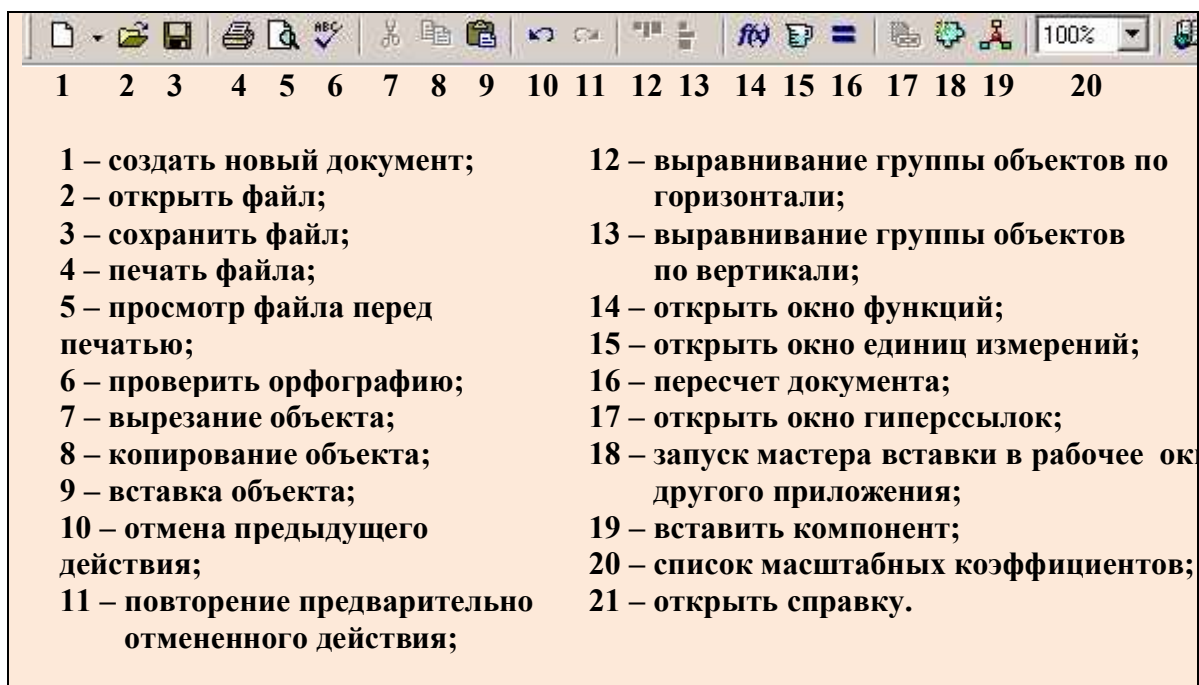 ABC
f(x)
100%
1 2 3 4 5 6 7 8 9 10 11 12 13 14 15 16 17 18 19 20
1 – создать новый документ;
2 – открыть файл;
3 – сохранить файл;
4 – печать файла;
5 – просмотр файла перед
печатью;
6 – проверить орфографию;
7 – вырезание объекта;
8 – копирование объекта;
9 – вставка объекта;
10 – отмена предыдущего
действия;
11 – повторение предварительно
отмененного действия;
12 – выравнивание группы объектов по
горизонтали;
13 – выравнивание группы объектов
по вертикали;
14 – открыть окно функций;
15 – открыть окно единиц измерений;
16 – пересчет документа;
17 – открыть окно гиперссылок;
18 – запуск мастера вставки в рабочее
другого приложения;
19 – вставить компонент;
20 – список масштабных коэффициентов;
21 – открыть справку.